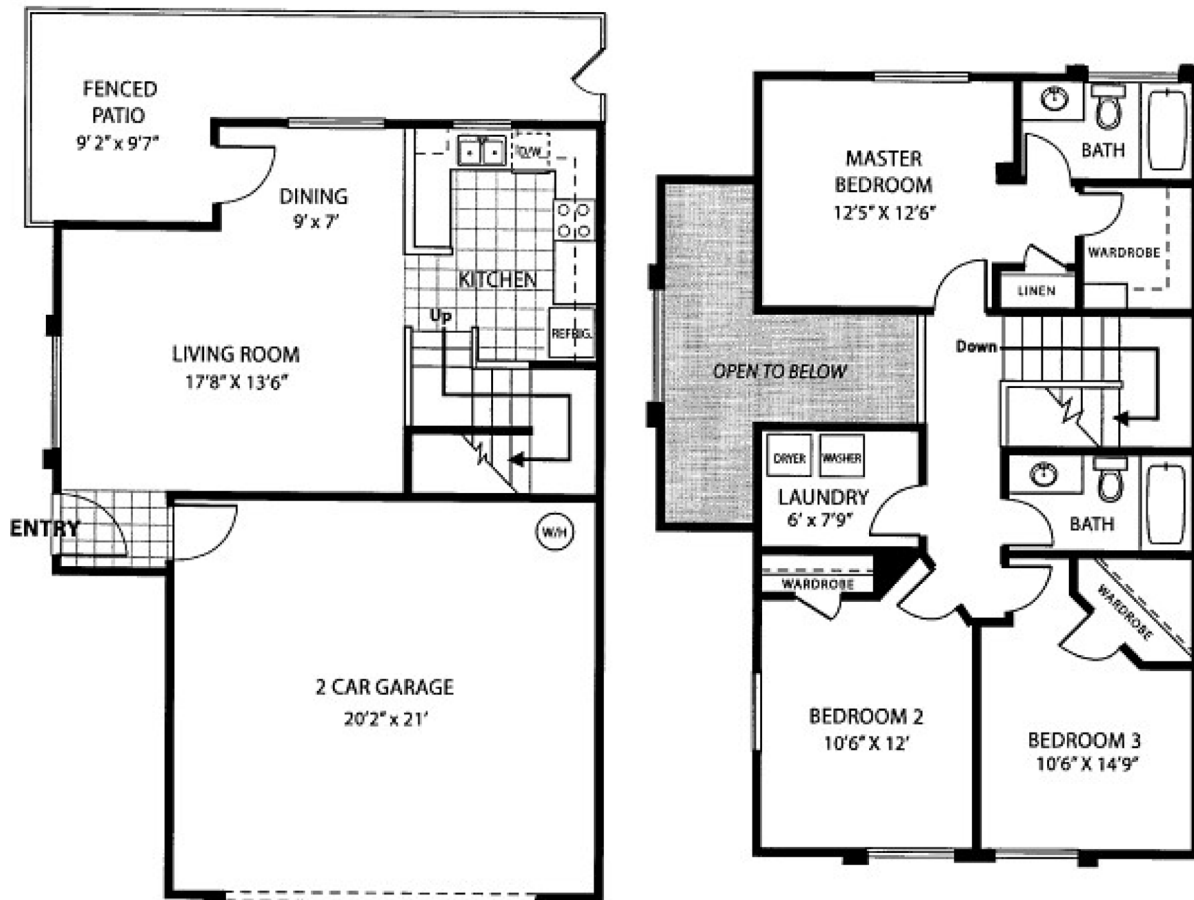 FENCED
PATIO
9' 2" x 9'7"
DINING
9' x 7'
D/W
KITCHEN
Up
REFRIG.
LIVING ROOM
17'8" X 13'6"
ENTRY
W/H
2 CAR GARAGE
20'2" x 21'
MASTER
BEDROOM
12'5" X 12'6"
BATH
WARDROBE
LINEN
Down
OPEN TO BELOW
DRYER
WASHER
LAUNDRY
6' x 7'9"
BATH
WARDROBE
WARDROBE
BEDROOM 2
10'6" X 12'
BEDROOM 3
10'6" X 14'9"